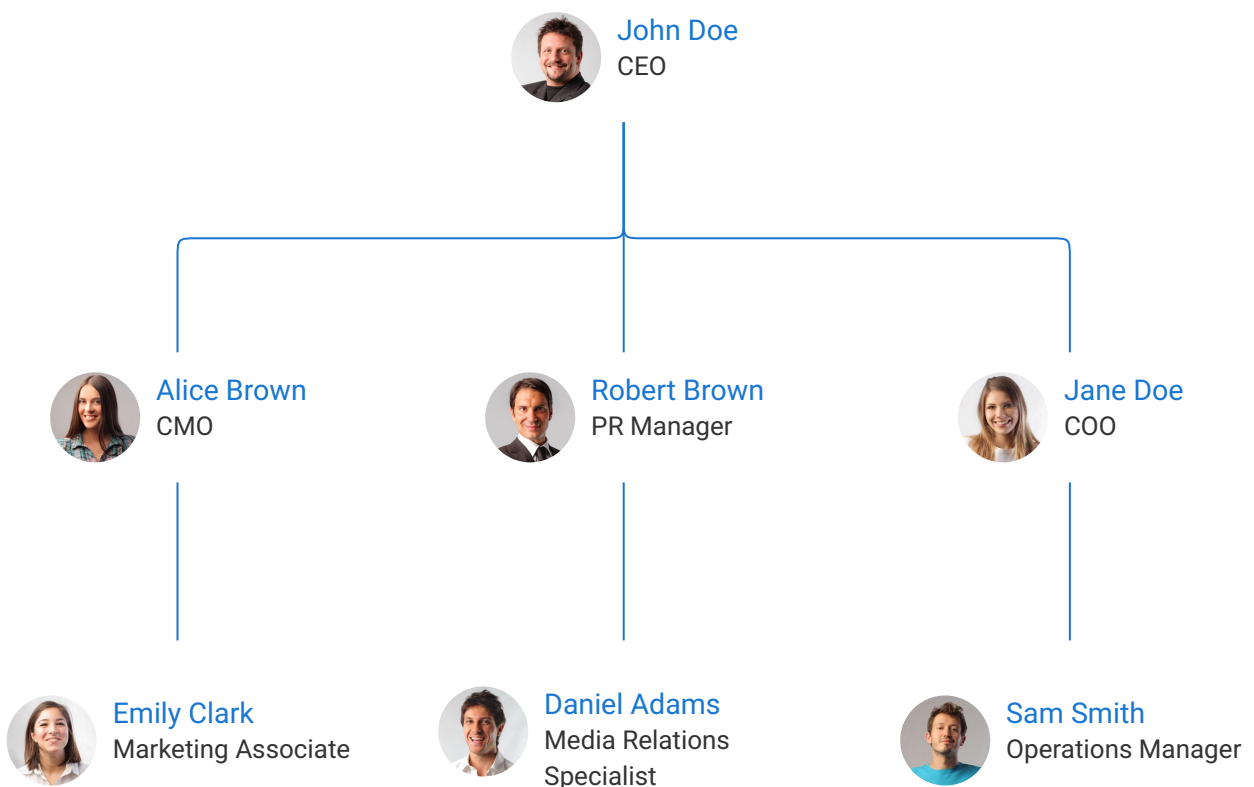 John Doe
CEO
Alice Brown
CMO
Robert Brown
PR Manager
Jane Doe
COO
Emily Clark
Marketing Associate
Daniel Adams
Media Relations
Specialist
Sam Smith
Operations Manager